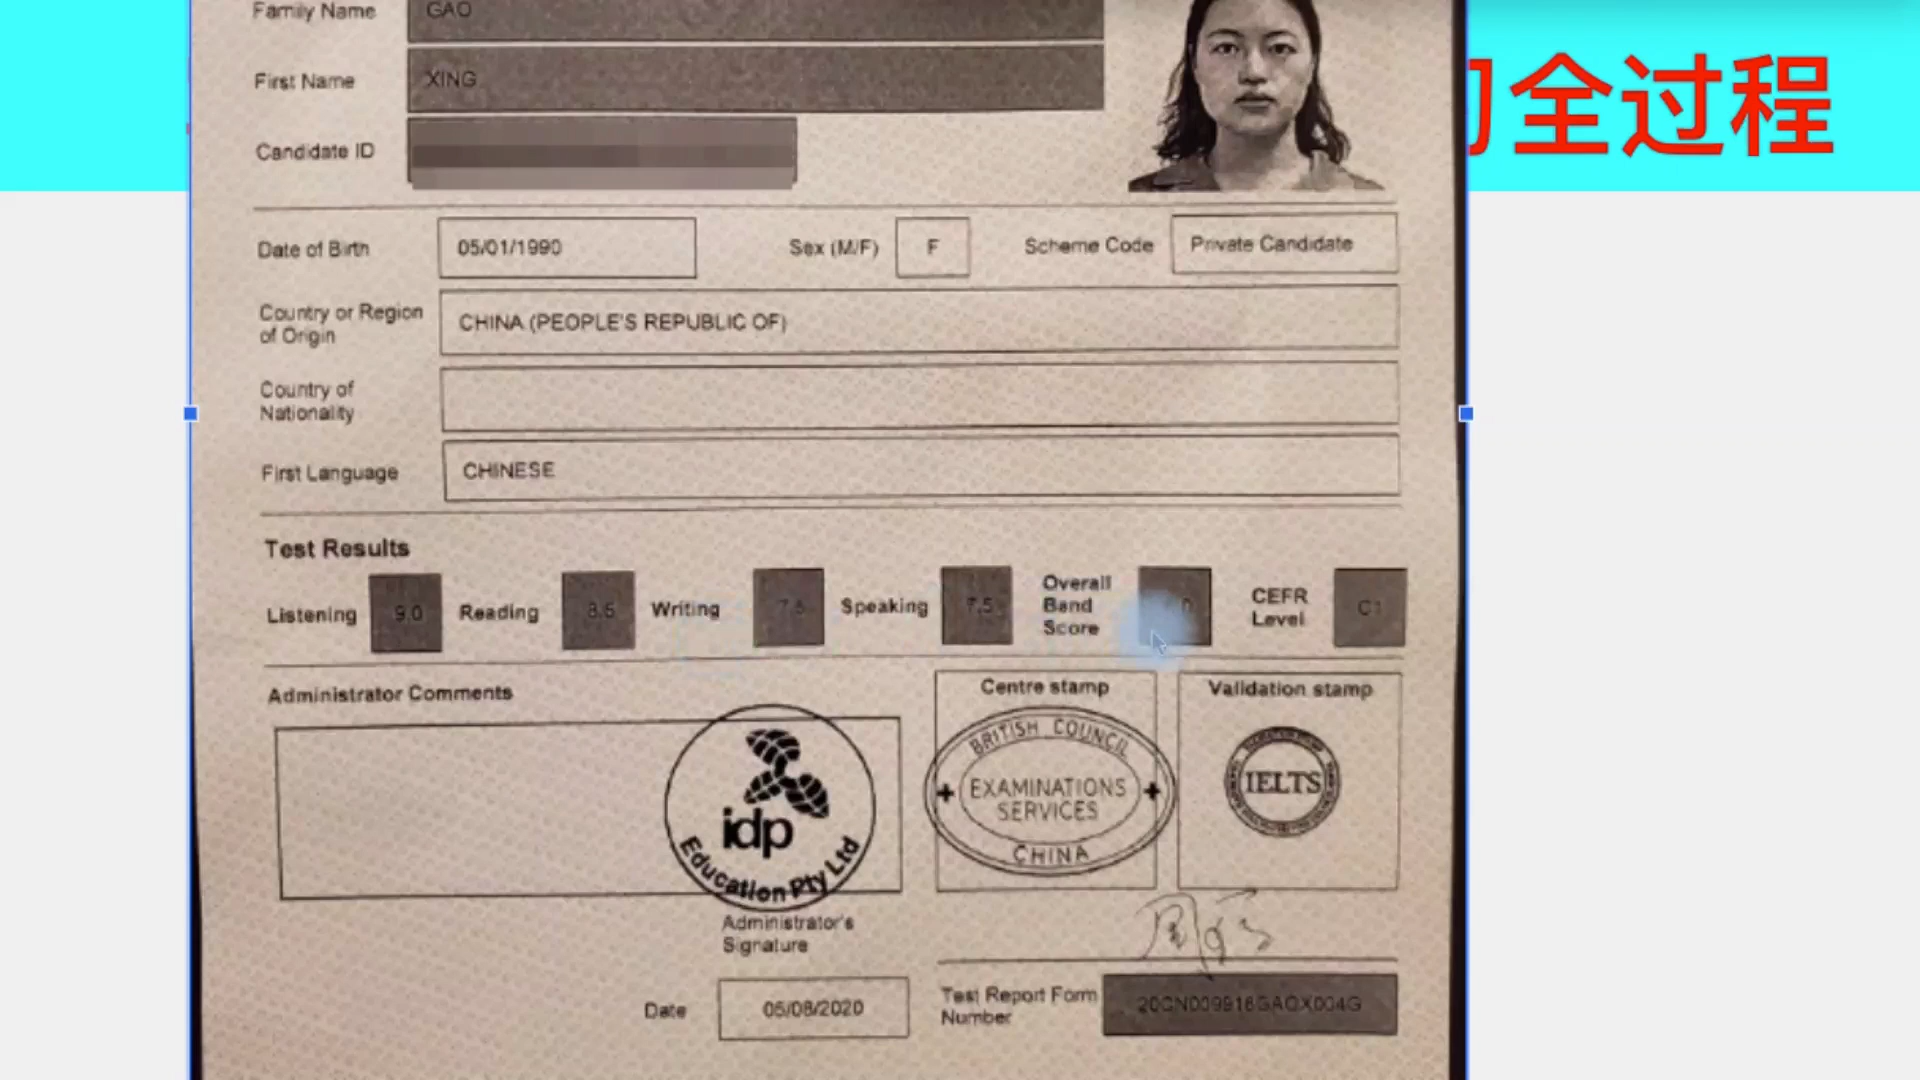 Family Name GAO
全过程
First Name XING
Candidate ID
Date of Birth 05/01/1990 Sex (M/F) F Scheme Code Private Candidate
Country or Region of Origin CHINA (PEOPLE'S REPUBLIC OF)
Country of Nationality
First Language CHINESE
Test Results
Listening 9.0 Reading 8.5 Writing Speaking 7.5 Overall Band Score CEFR Level C1
Administrator Comments
Centre stamp
Validation stamp
idp
Education Pty Ltd
BRITISH COUNCIL
EXAMINATIONS
SERVICES
CHINA
IELTS
Administrator's
Signature
Date 05/08/2020
Test Report Form
Number